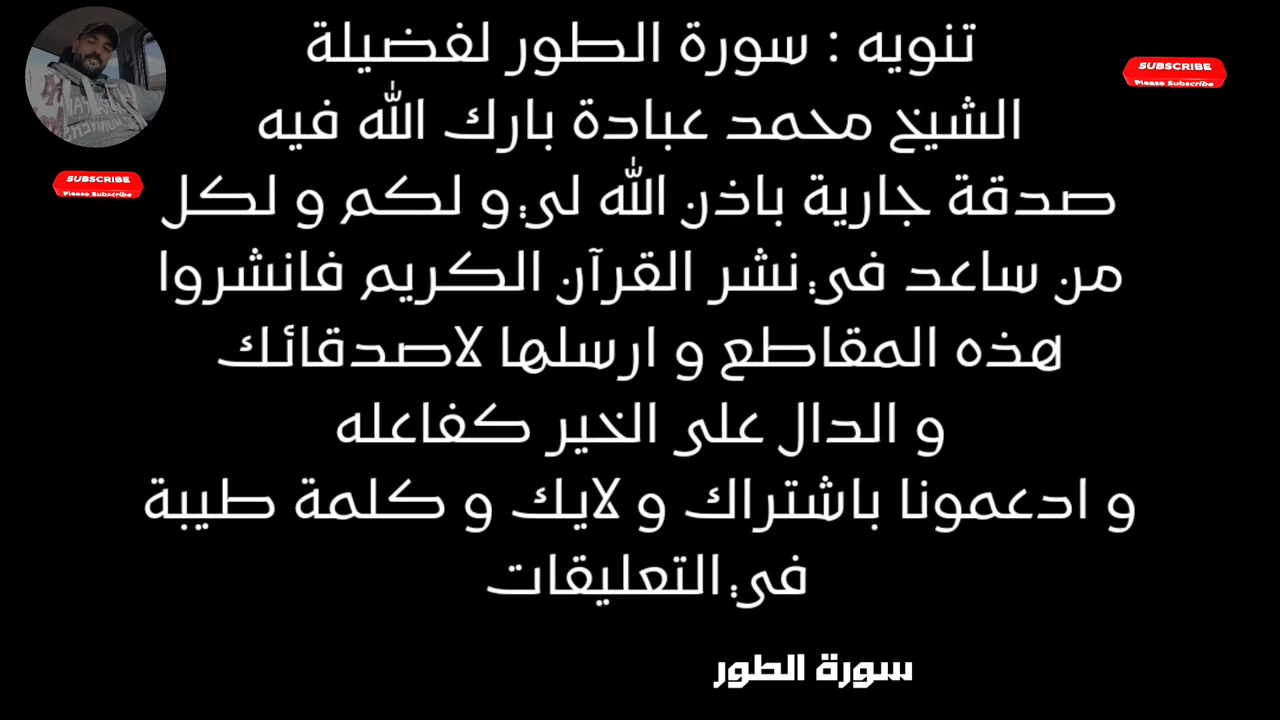 تنويه : سورة الطور لفضيلة
الشيخ محمد عبادة بارك الله فيه
صدقة جارية باذن الله لي و لكم و لكل
من ساعد في نشر القرآن الكريم فانشروا
هذه المقاطع و ارسلها لاصدقائك
و الدال على الخير كفاعله
و ادعمونا باشتراك و لايك و كلمة طيبة
في التعليقات
سورة الطور
SUBSCRIBE
Please Subscribe
SUBSCRIBE
Please Subscribe